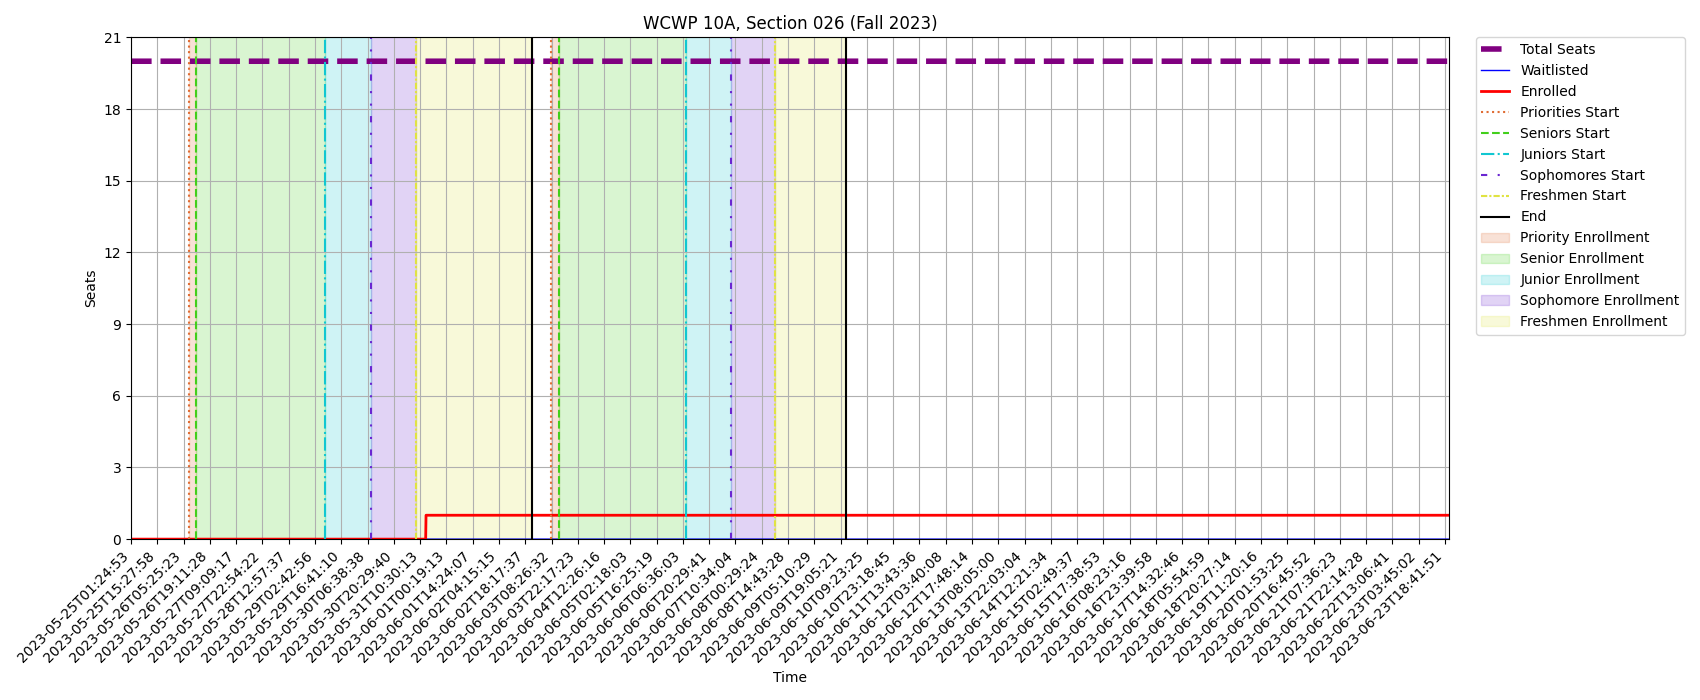 WCWP 10A, Section 026 (Fall 2023)
Seats
21
18
15
12
9
6
3
0
2023-05-25T01:24:53
2023-05-25T15:27:58
2023-05-26T05:25:23
2023-05-26T19:11:28
2023-05-27T09:09:17
2023-05-27T22:54:22
2023-05-28T12:57:37
2023-05-29T02:42:56
2023-05-29T16:41:10
2023-05-30T06:38:38
2023-05-30T20:29:40
2023-05-31T10:30:13
2023-06-01T00:19:13
2023-06-01T14:24:07
2023-06-02T04:15:15
2023-06-02T18:17:37
2023-06-03T08:26:32
2023-06-03T22:17:23
2023-06-04T12:26:16
2023-06-05T02:18:03
2023-06-05T16:25:19
2023-06-06T06:36:03
2023-06-06T20:29:41
2023-06-07T10:34:04
2023-06-08T00:29:24
2023-06-08T14:43:28
2023-06-09T05:10:29
2023-06-09T19:05:21
2023-06-10T09:23:25
2023-06-10T23:18:45
2023-06-11T13:43:36
2023-06-12T03:40:08
2023-06-12T17:48:14
2023-06-13T08:05:00
2023-06-13T22:03:04
2023-06-14T12:21:34
2023-06-15T02:49:37
2023-06-15T17:38:53
2023-06-16T08:23:16
2023-06-16T23:39:58
2023-06-17T14:32:46
2023-06-18T05:54:59
2023-06-18T20:27:14
2023-06-19T11:20:16
2023-06-20T01:53:25
2023-06-20T16:45:52
2023-06-21T07:36:23
2023-06-21T22:14:28
2023-06-22T13:06:41
2023-06-23T03:45:02
2023-06-23T18:41:51
Time
Total Seats
Waitlisted
Enrolled
Priorities Start
Seniors Start
Juniors Start
Sophomores Start
Freshmen Start
End
Priority Enrollment
Senior Enrollment
Junior Enrollment
Sophomore Enrollment
Freshmen Enrollment